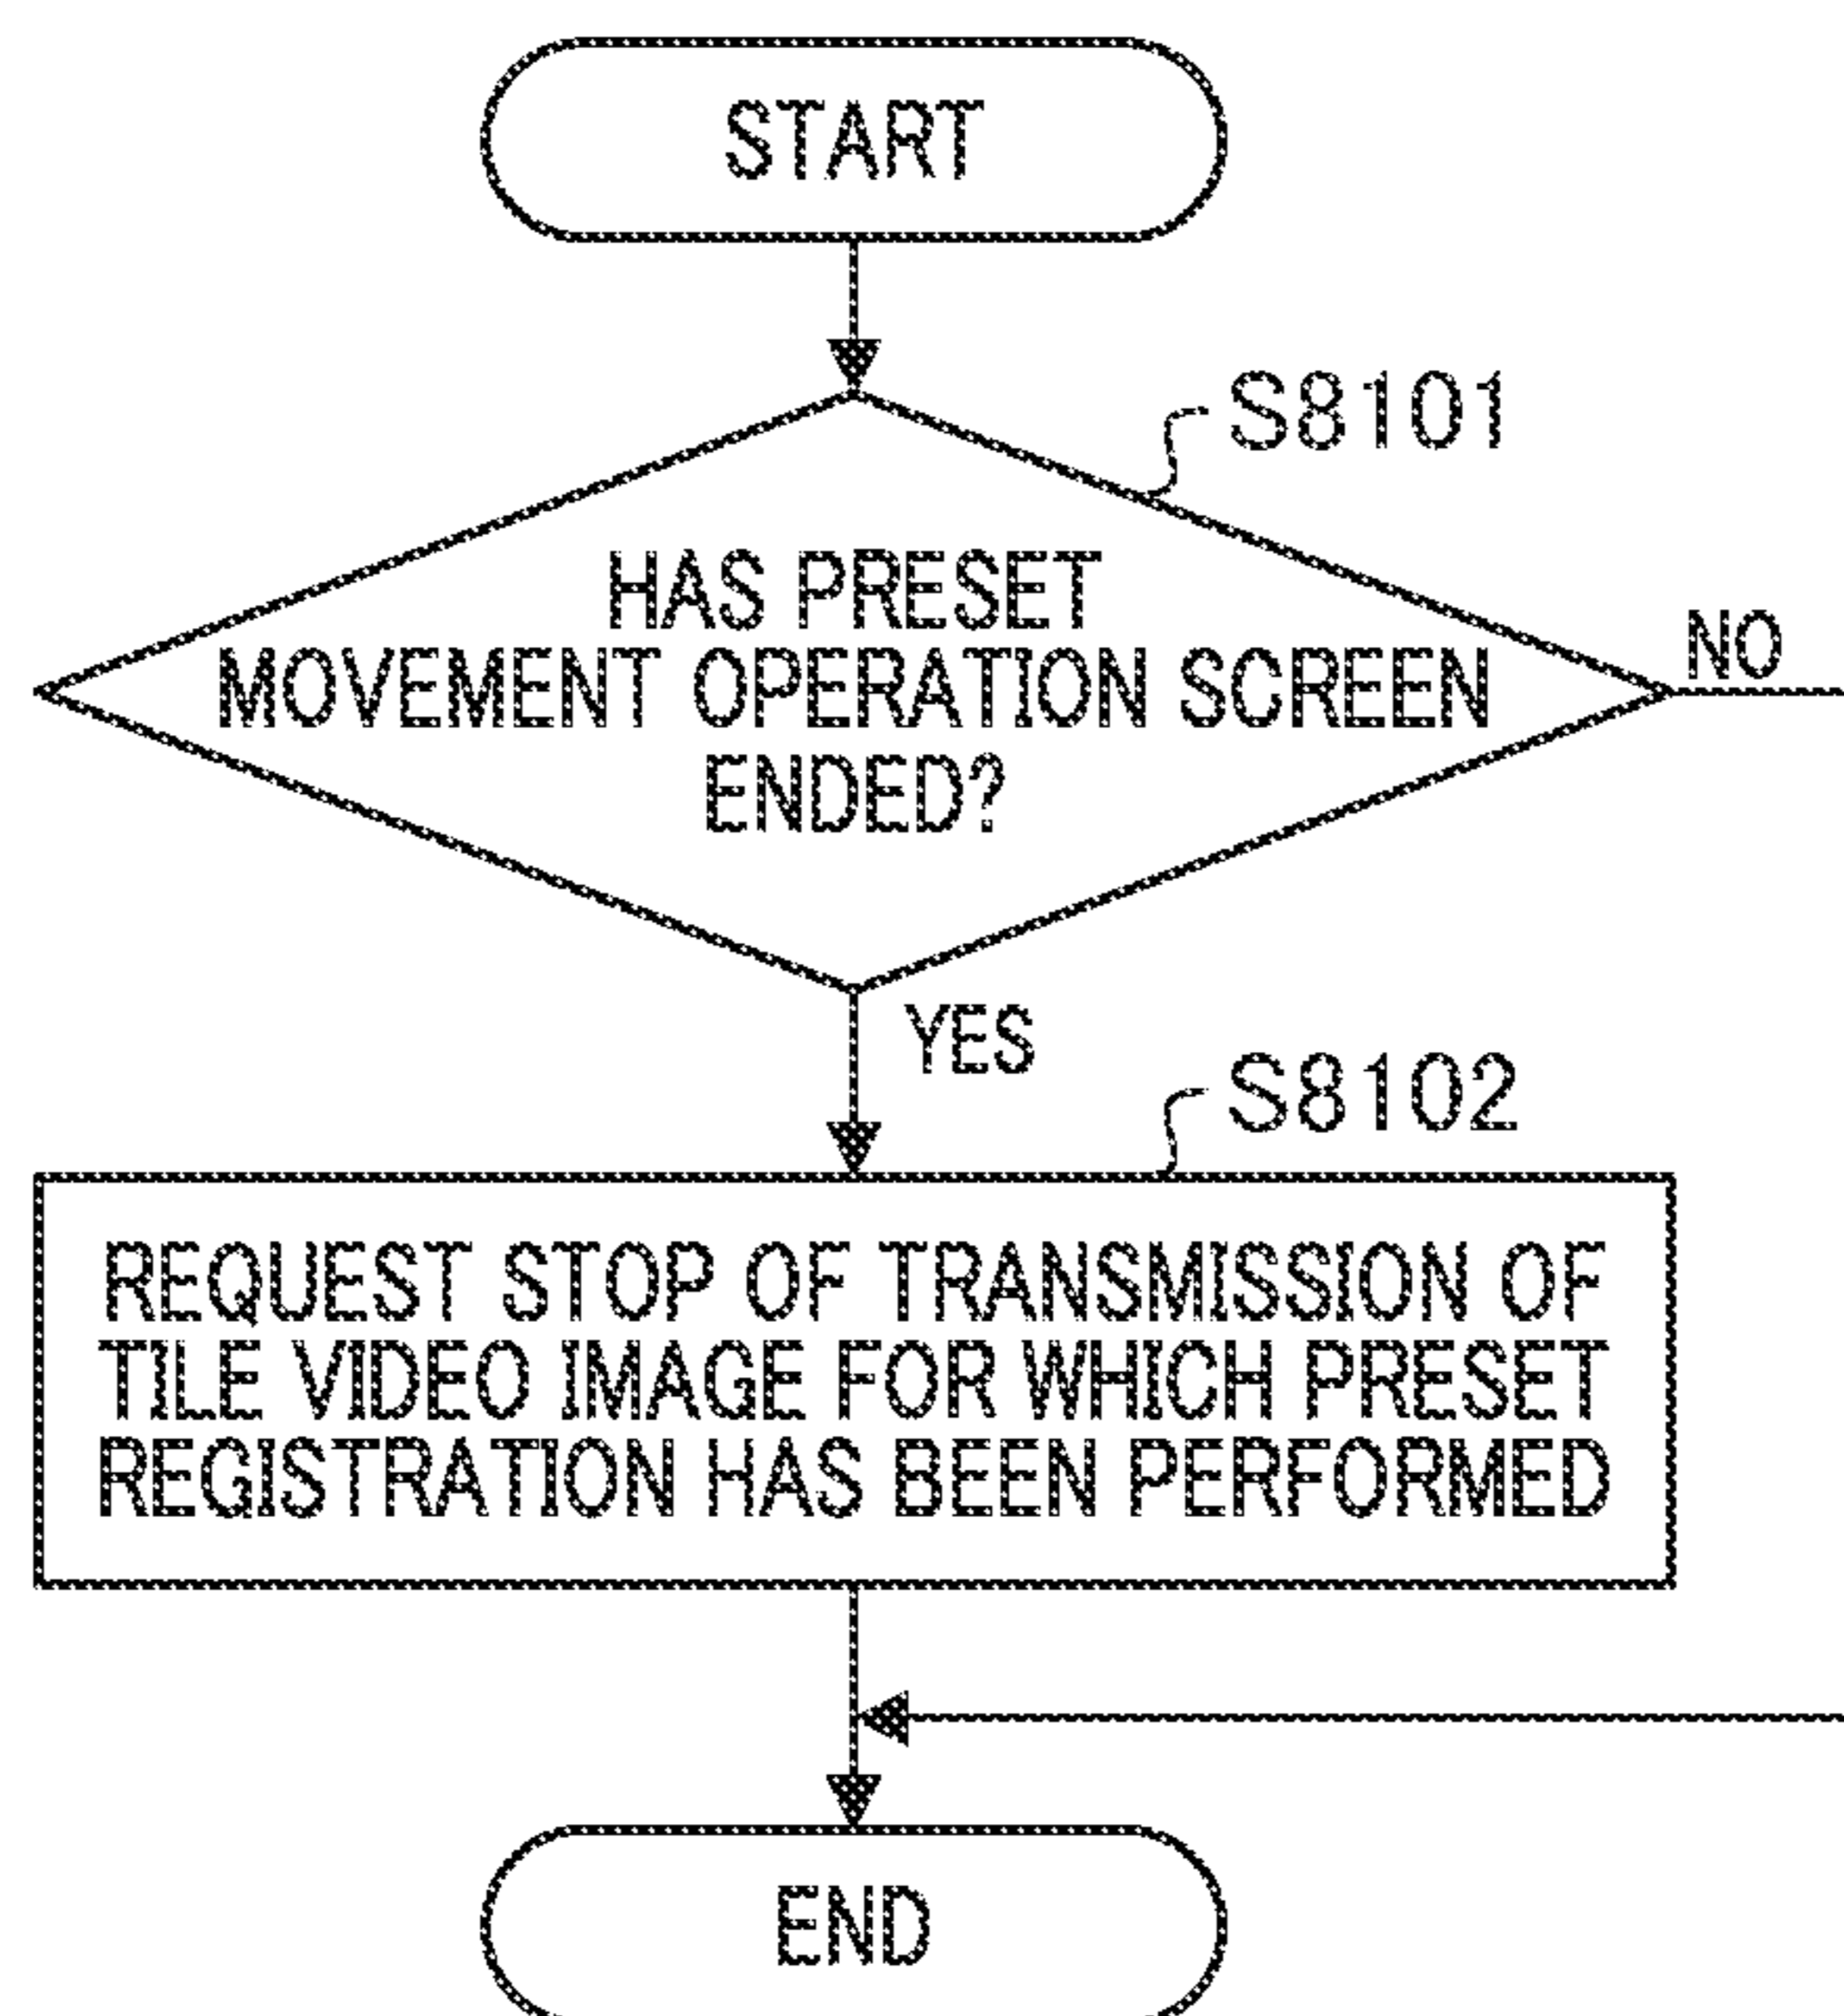 START
S8101
HAS PRESET
MOVEMENT OPERATION SCREEN
ENDED?
NO
YES
S8102
REQUEST STOP OF TRANSMISSION OF
TILE VIDEO IMAGE FOR WHICH PRESET
REGISTRATION HAS BEEN PERFORMED
END